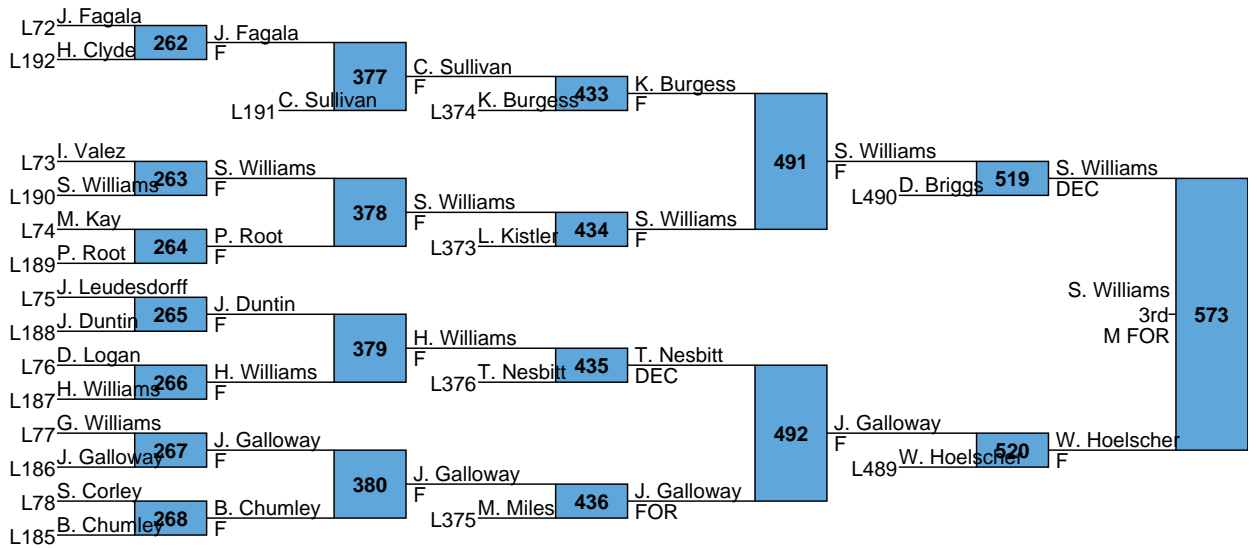 J. Fagala
L72
262
J. Fagala
F
H. Clyde
L192
377
C. Sullivan
F
C. Sullivan
L191
433
K. Burgess
F
K. Burgess
L374
491
S. Williams
F
I. Valez
L73
263
S. Williams
F
S. Williams
L190
378
S. Williams
F
M. Kay
L74
264
P. Root
F
P. Root
L189
434
S. Williams
F
L. Kistler
L373
519
S. Williams
DEC
D. Briggs
L490
J. Leudesdorff
L75
265
J. Duntin
F
J. Duntin
L188
379
H. Williams
F
D. Logan
L76
266
H. Williams
F
H. Williams
L187
435
T. Nesbitt
DEC
T. Nesbitt
L376
S. Williams
3rd
M FOR
573
G. Williams
L77
267
J. Galloway
F
J. Galloway
L186
380
J. Galloway
F
S. Corley
L78
268
B. Chumley
F
B. Chumley
L185
436
J. Galloway
FOR
M. Miles
L375
492
J. Galloway
F
520
W. Hoelscher
F
W. Hoelscher
L489